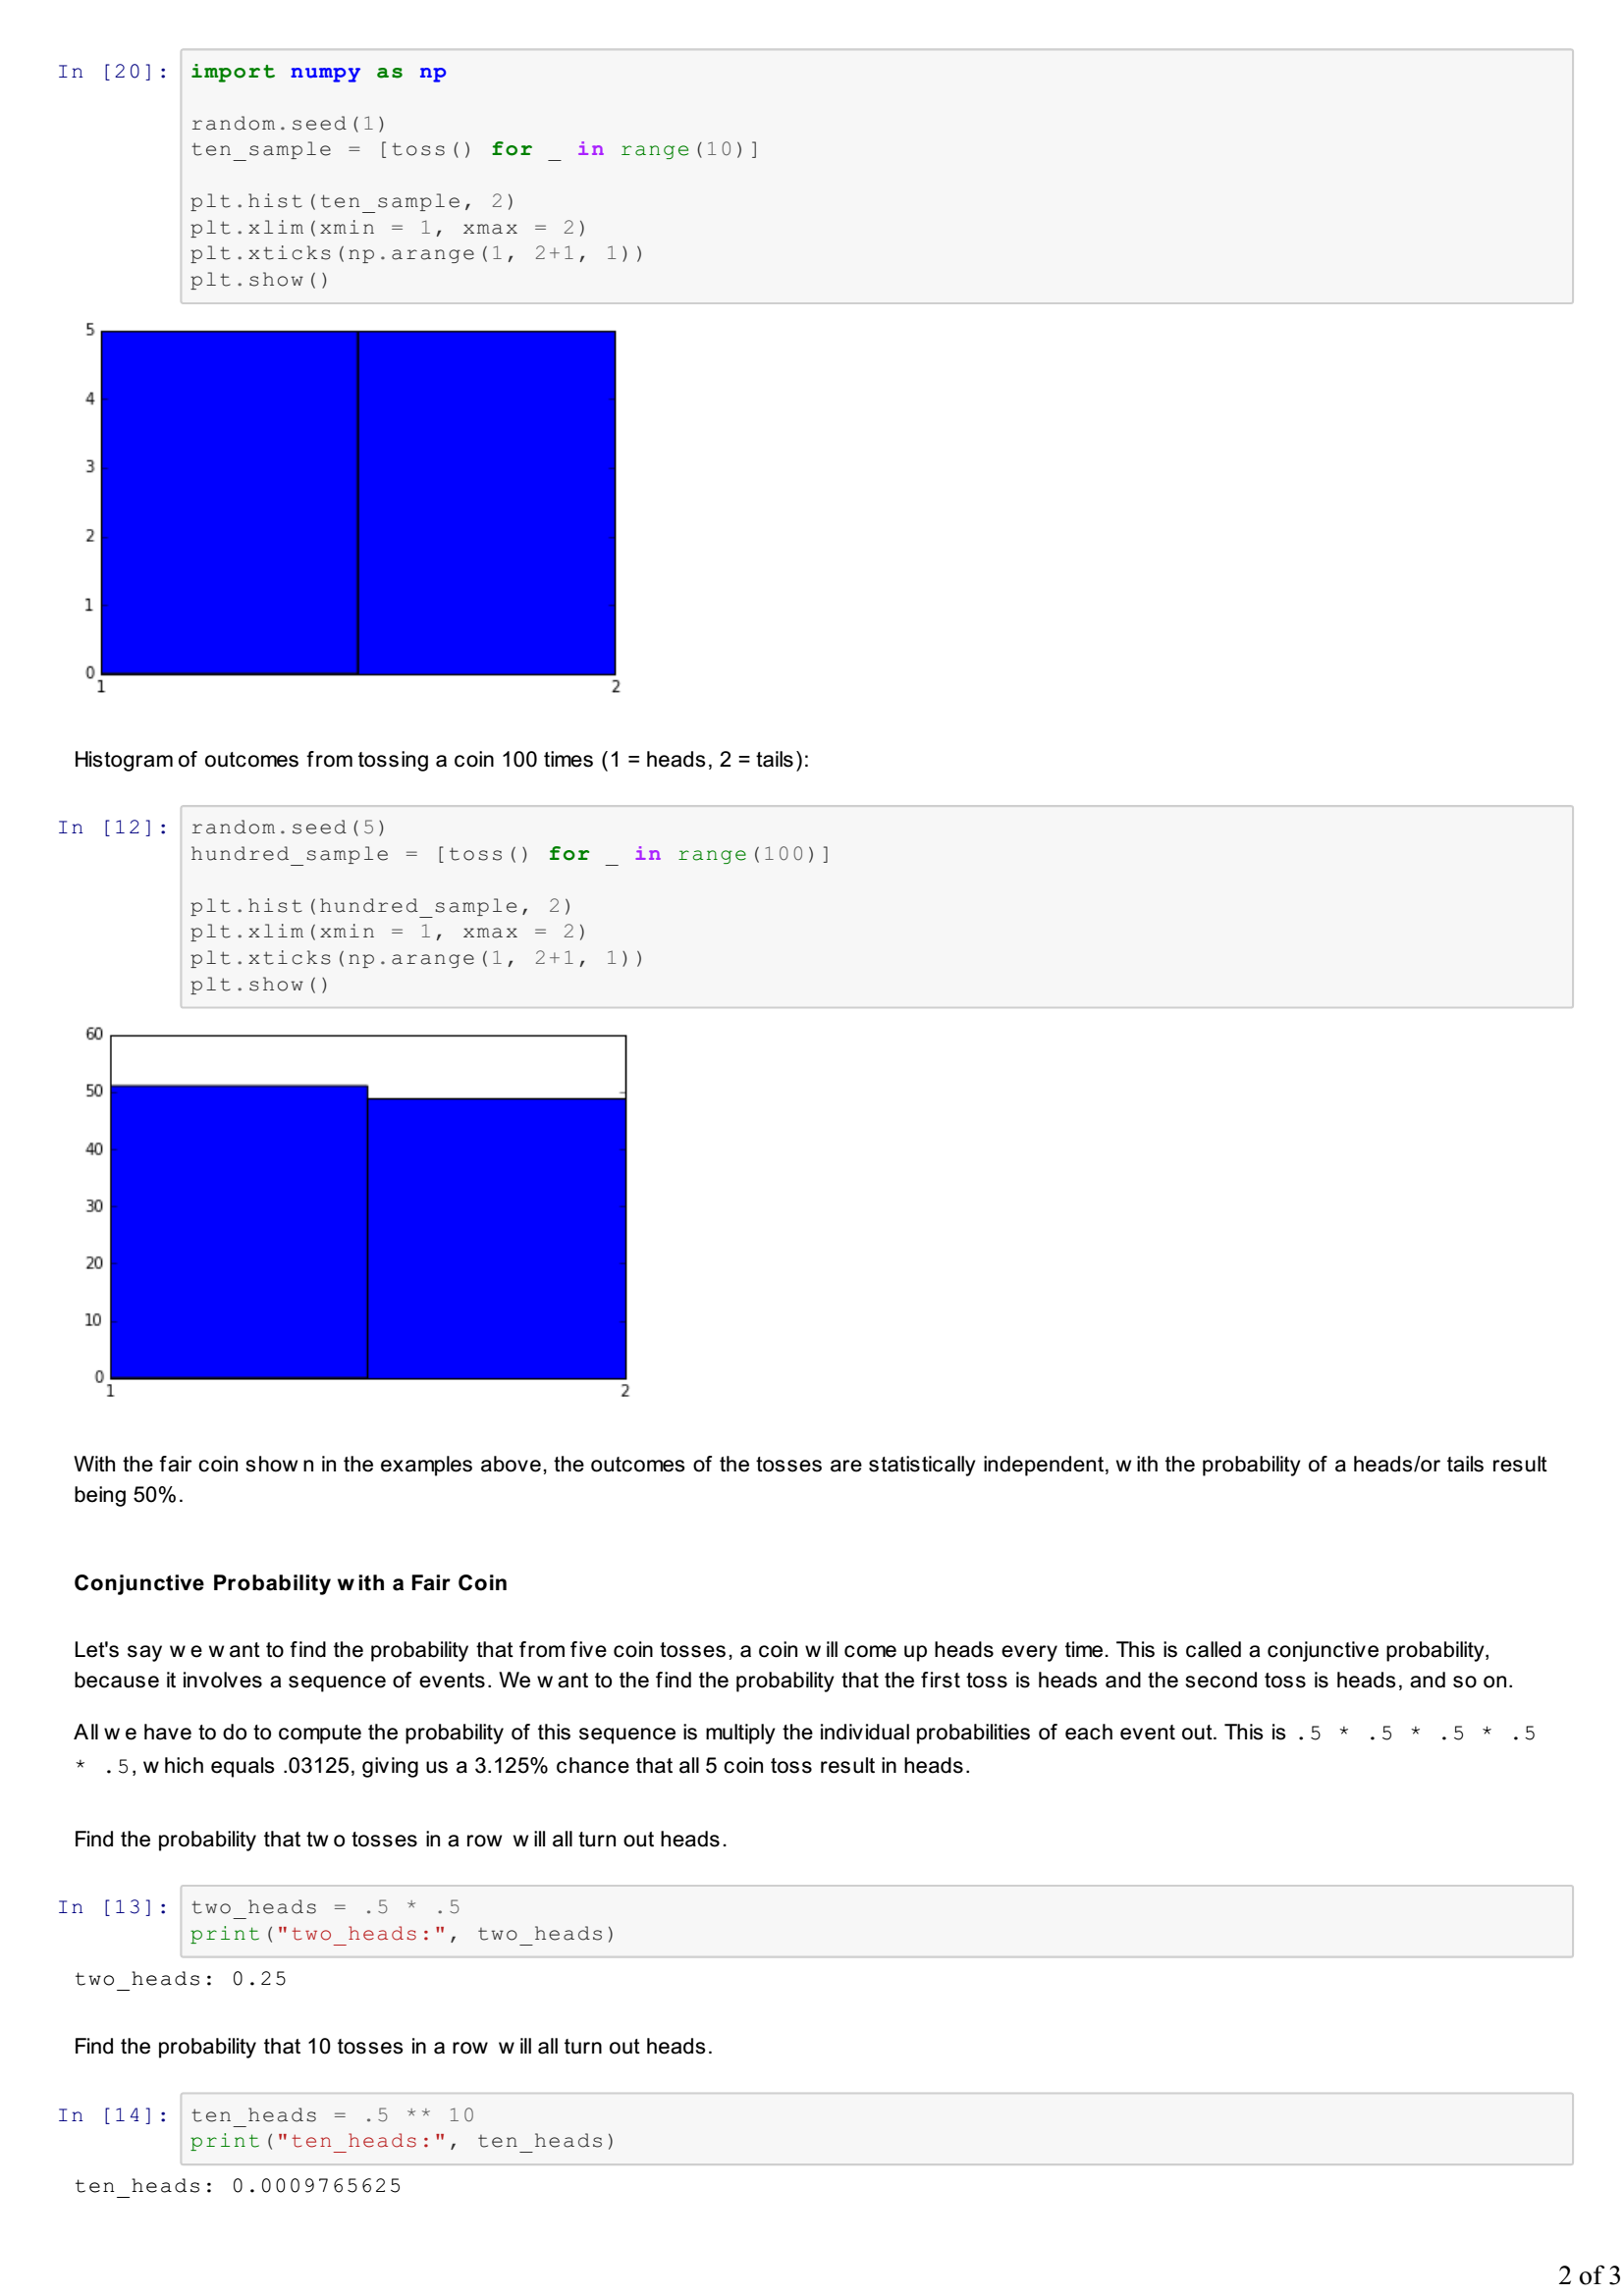 In [20]: import numpy as np
random.seed(1)
ten_sample = [toss() for _ in range(10)]
plt.hist(ten_sample, 2)
plt.xlim(xmin = 1, xmax = 2)
plt.xticks(np.arange(1, 2+1, 1))
plt.show()
5
4
3
2
1
0
1 2
Histogram of outcomes from tossing a coin 100 times (1 = heads, 2 = tails):
In [12]: random.seed(5)
hundred_sample = [toss() for _ in range(100)]
plt.hist(hundred_sample, 2)
plt.xlim(xmin = 1, xmax = 2)
plt.xticks(np.arange(1, 2+1, 1))
plt.show()
60
50
40
30
20
10
0
1 2
With the fair coin shown in the examples above, the outcomes of the tosses are statistically independent, with the probability of a heads/or tails result
being 50%.
Conjunctive Probability with a Fair Coin
Let's say we want to find the probability that from five coin tosses, a coin will come up heads every time. This is called a conjunctive probability,
because it involves a sequence of events. We want to the find the probability that the first toss is heads and the second toss is heads, and so on.
All we have to do to compute the probability of this sequence is multiply the individual probabilities of each event out. This is .5 * .5 * .5 * .5
* .5, which equals .03125, giving us a 3.125% chance that all 5 coin toss result in heads.
Find the probability that two tosses in a row will all turn out heads.
In [13]: two_heads = .5 * .5
print("two_heads:", two_heads)
two_heads: 0.25
Find the probability that 10 tosses in a row will all turn out heads.
In [14]: ten_heads = .5 ** 10
print("ten_heads:", ten_heads)
ten_heads: 0.0009765625
2 of 3